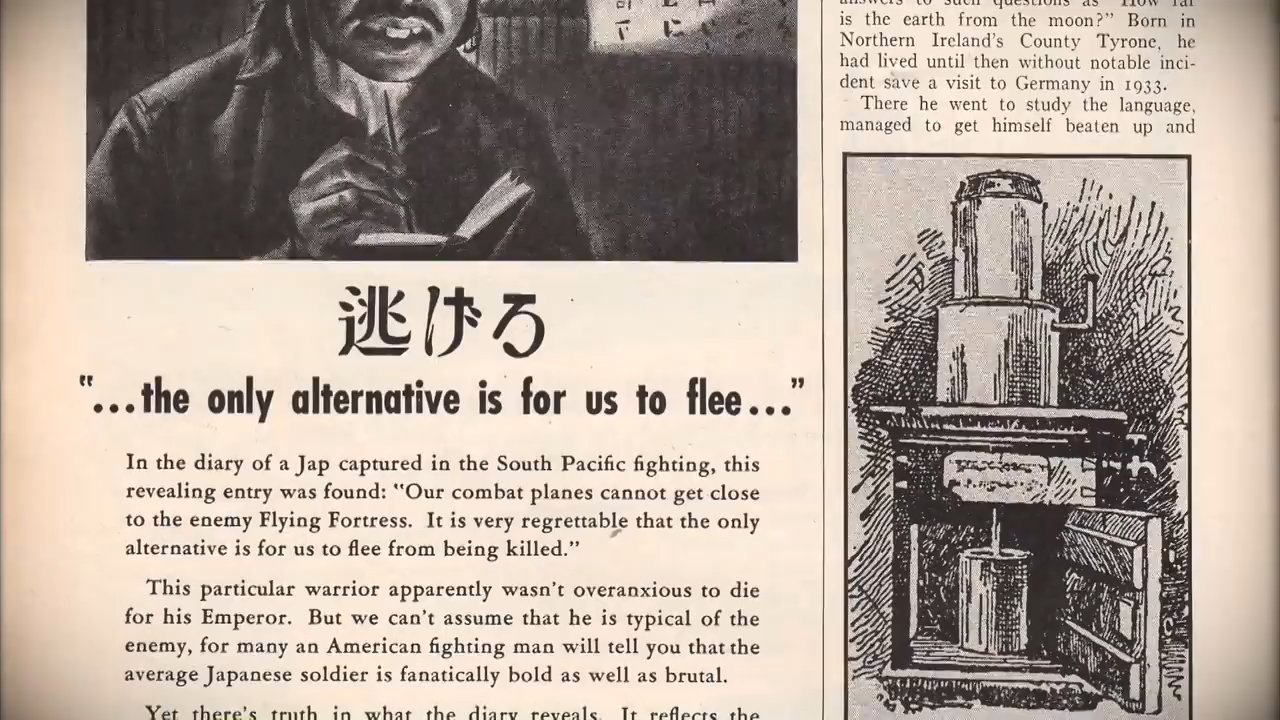 逃げろ
"...the only alternative is for us to flee..."
In the diary of a Jap captured in the South Pacific fighting, this
revealing entry was found: "Our combat planes cannot get close
to the enemy Flying Fortress. It is very regrettable that the only
alternative is for us to flee from being killed."
This particular warrior apparently wasn't overanxious to die
for his Emperor. But we can't assume that he is typical of the
enemy, for many an American fighting man will tell you that the
average Japanese soldier is fanatically bold as well as brutal.
Yet there's truth in what the diary reveals. It reflects the
answers to such questions as "How far
is the earth from the moon?" Born in
Northern Ireland's County Tyrone, he
had lived until then without notable inci-
dent save a visit to Germany in 1933.
There he went to study the language,
managed to get himself beaten up and